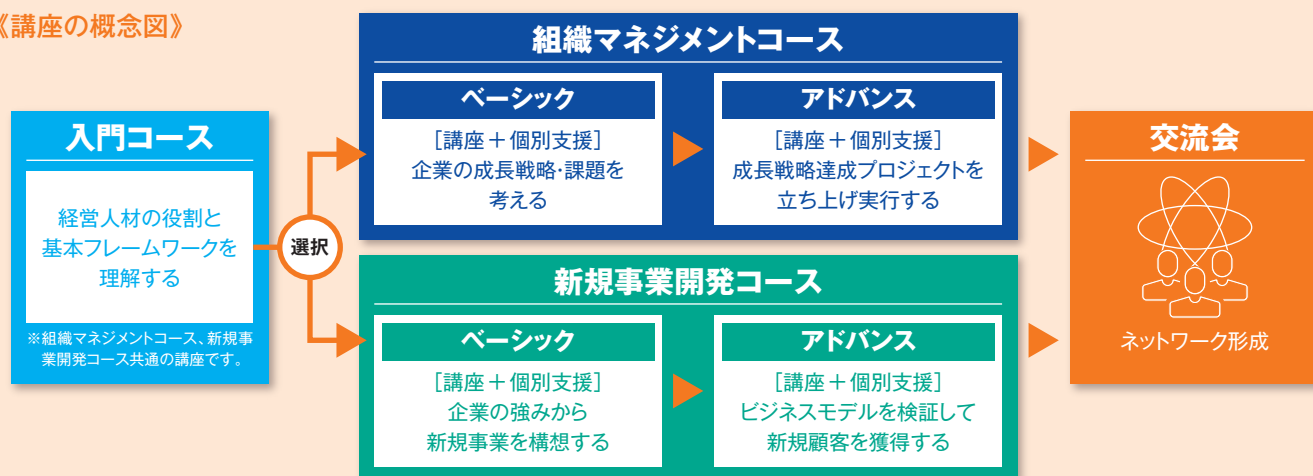 《講座の概念図》
入門コース
経営人材の役割と
基本フレームワークを
理解する
※組織マネジメントコース、新規事
業開発コース共通の講座です。
選択
組織マネジメントコース
ベーシック
［講座＋個別支援］
企業の成長戦略・課題を
考える
アドバンス
［講座＋個別支援］
成長戦略達成プロジェクトを
立ち上げ実行する
新規事業開発コース
ベーシック
［講座＋個別支援］
企業の強みから
新規事業を構想する
アドバンス
［講座＋個別支援］
ビジネスモデルを検証して
新規顧客を獲得する
交流会
ネットワーク形成